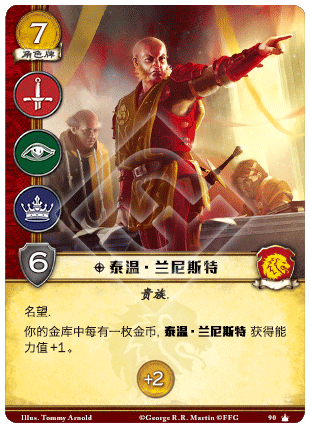 7
角色牌
6
泰温·兰尼斯特
贵族.
名望.
你的金库中每有一枚金币, 泰温·兰尼斯特 获得能
力值+1。
+2
Illus. Tommy Arnold ©George R.R. Martin ©FFG 90